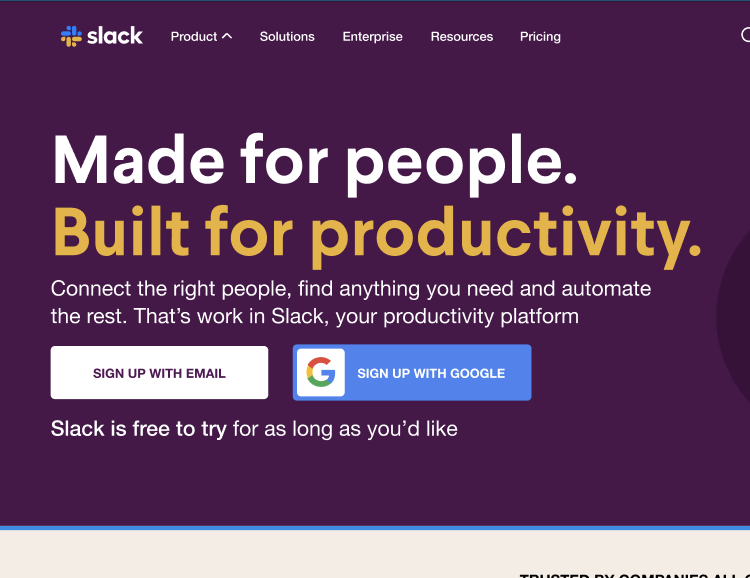 slack Product Solutions Enterprise Resources Pricing
Made for people.
Built for productivity.
Connect the right people, find anything you need and automate
the rest. That’s work in Slack, your productivity platform
SIGN UP WITH EMAIL SIGN UP WITH GOOGLE
Slack is free to try for as long as you’d like
TRUSTED BY COMPANIES ALL